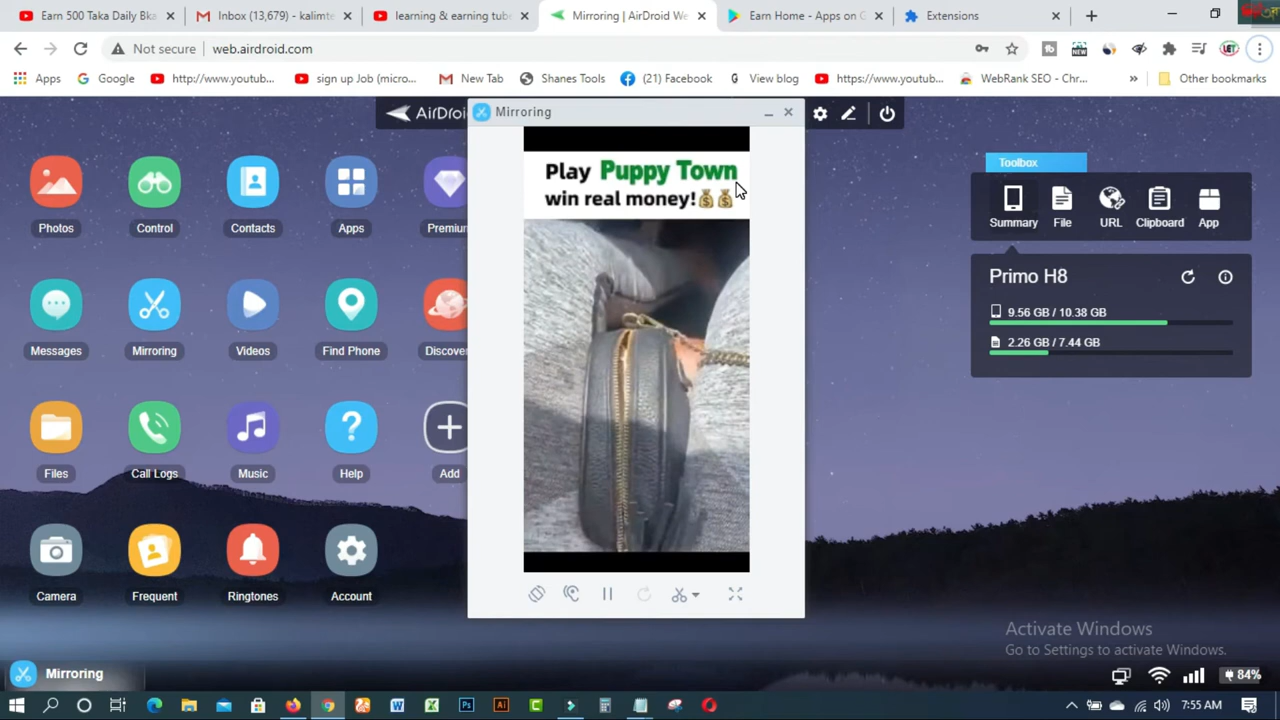 Earn 500 Taka Daily Bka
Inbox (13,679) - kalimte
learning & earning tube
Mirroring | AirDroid We
Earn Home - Apps on G
Extensions
Not secure
web.airdroid.com
Apps
Google
http://www.youtub...
sign up Job (micro...
New Tab
Shanes Tools
(21) Facebook
View blog
https://www.youtub...
WebRank SEO - Chr...
Other bookmarks
AirDroi
Mirroring
Play Puppy Town
win real money!
Photos
Control
Contacts
Apps
Premiu
Messages
Mirroring
Videos
Find Phone
Discove
Files
Call Logs
Music
Help
Add
Camera
Frequent
Ringtones
Account
Toolbox
Summary
File
URL
Clipboard
App
Primo H8
9.56 GB / 10.38 GB
2.26 GB / 7.44 GB
Activate Windows
Go to Settings to activate Windows.
Mirroring
84%
7:55 AM